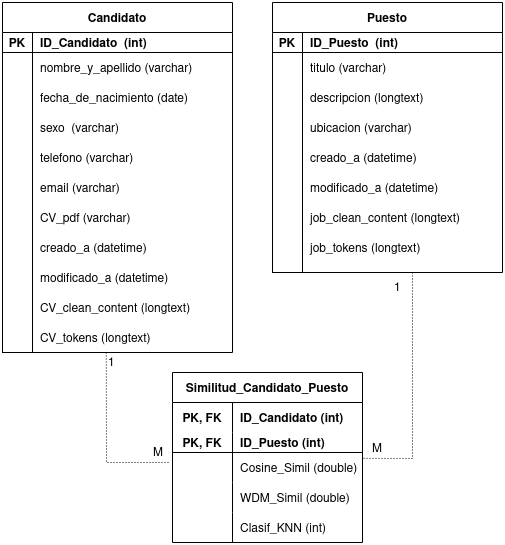 Candidato
PK ID_Candidato (int)
nombre_y_apellido (varchar)
fecha_de_nacimiento (date)
sexo (varchar)
telefono (varchar)
email (varchar)
CV_pdf (varchar)
creado_a (datetime)
modificado_a (datetime)
CV_clean_content (longtext)
CV_tokens (longtext)
Puesto
PK ID_Puesto (int)
titulo (varchar)
descripcion (longtext)
ubicacion (varchar)
creado_a (datetime)
modificado_a (datetime)
job_clean_content (longtext)
job_tokens (longtext)
1
1
M
M
Similitud_Candidato_Puesto
PK, FK ID_Candidato (int)
PK, FK ID_Puesto (int)
Cosine_Simil (double)
WDM_Simil (double)
Clasif_KNN (int)